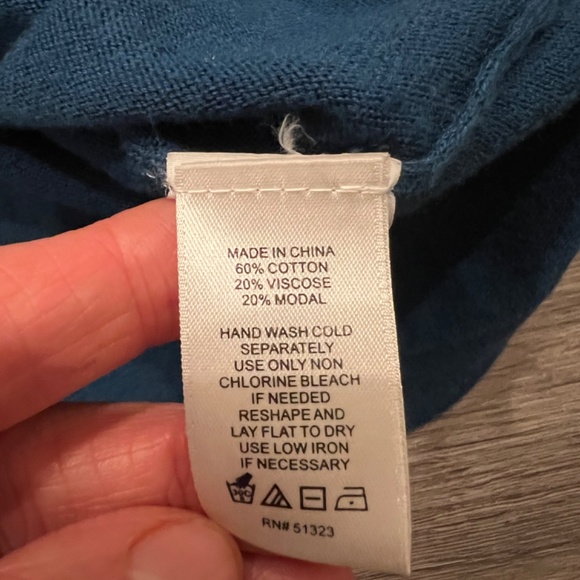 MADE IN CHINA
60% COTTON
20% VISCOSE
20% MODAL
HAND WASH COLD
SEPARATELY
USE ONLY NON
CHLORINE BLEACH
IF NEEDED
RESHAPE AND
LAY FLAT TO DRY
USE LOW IRON
IF NECESSARY
30C
RN# 51323